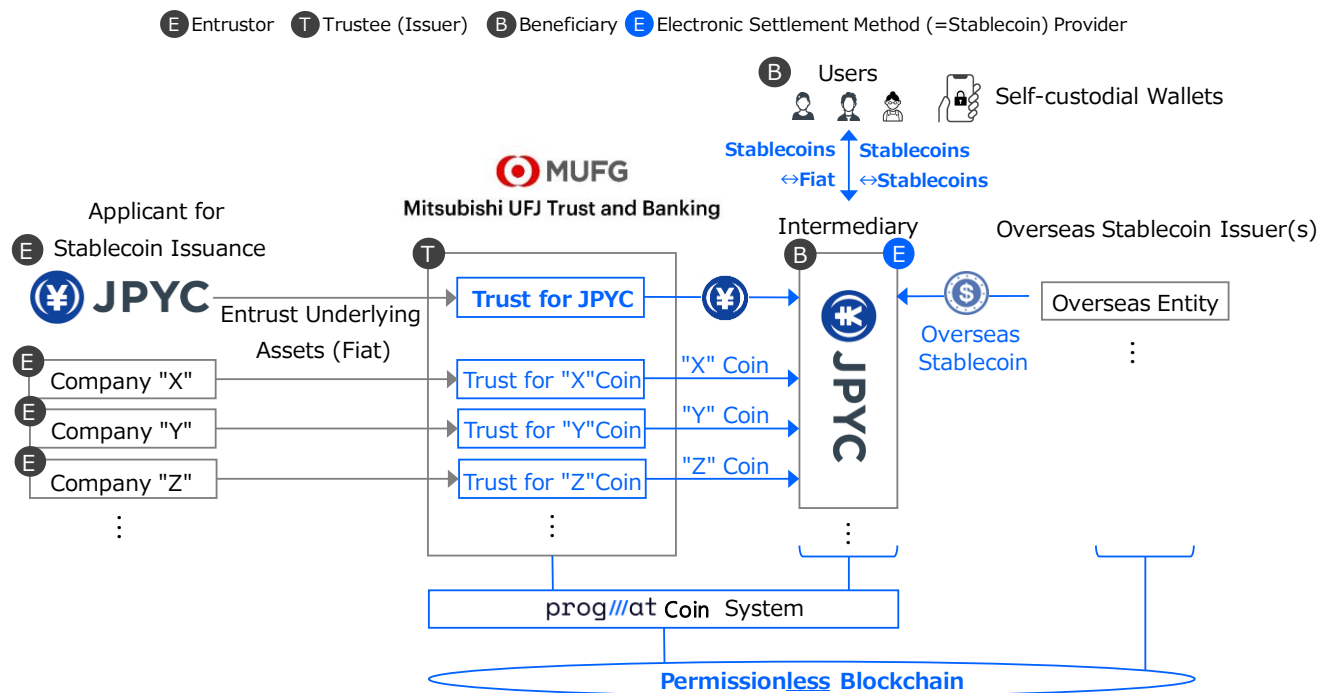 E Entrustor T Trustee (Issuer) B Beneficiary E Electronic Settlement Method (=Stablecoin) Provider
B Users
Self-custodial Wallets
Stablecoins Stablecoins
↔Fiat ↔Stablecoins
MUFG
Mitsubishi UFJ Trust and Banking
Applicant for
E Stablecoin Issuance
¥ JPYC
Entrust Underlying
Assets (Fiat)
E Company "X"
E Company "Y"
E Company "Z"
⋮
T
Trust for JPYC
Trust for "X"Coin
Trust for "Y"Coin
Trust for "Z"Coin
⋮
¥
"X" Coin
"Y" Coin
"Z" Coin
Intermediary
B E
¥ JPYC
⋮
Overseas Stablecoin Issuer(s)
$
Overseas
Stablecoin
Overseas Entity
⋮
progmat Coin System
Permissionless Blockchain